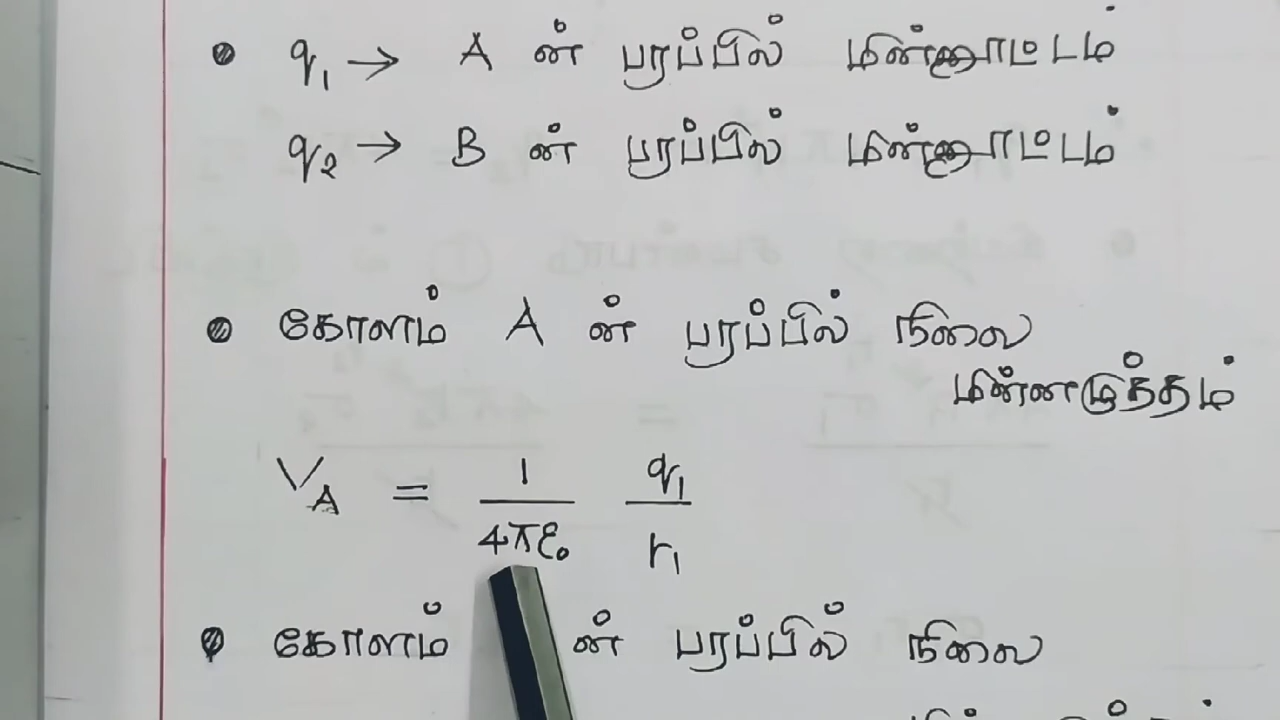 q₁ → A ன் பரப்பில் மின்னூட்டம்
q₂ → B ன் பரப்பில் மின்னூட்டம்
கோளம் A ன் பரப்பில் நிலை
மின்னழுத்தம்
V_A = 1/4πε₀ q₁/r₁
கோளம் ன் பரப்பில் நிலை